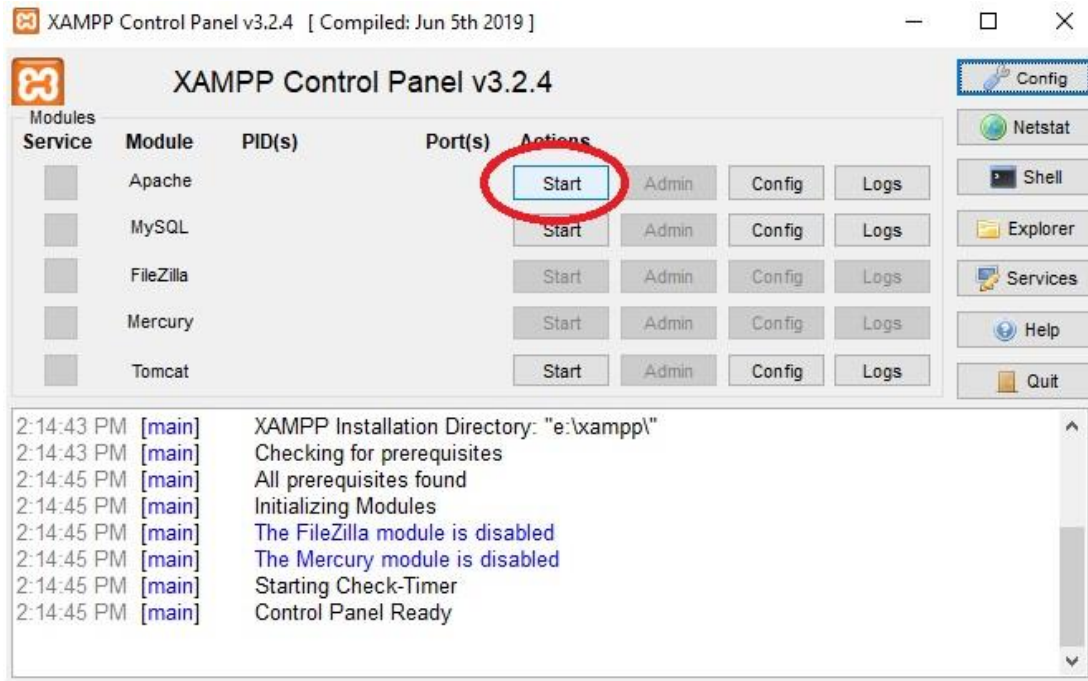 XAMPP Control Panel v3.2.4 [ Compiled: Jun 5th 2019 ]
XAMPP Control Panel v3.2.4
Config
Modules
Netstat
Service Module PID(s) Port(s) Actions
Apache Start Admin Config Logs
Shell
MySQL Start Admin Config Logs
Explorer
FileZilla Start Admin Config Logs
Services
Mercury Start Admin Config Logs
Help
Tomcat Start Admin Config Logs
Quit
2:14:43 PM [main] XAMPP Installation Directory: "e:\xampp\"
2:14:43 PM [main] Checking for prerequisites
2:14:45 PM [main] All prerequisites found
2:14:45 PM [main] Initializing Modules
2:14:45 PM [main] The FileZilla module is disabled
2:14:45 PM [main] The Mercury module is disabled
2:14:45 PM [main] Starting Check-Timer
2:14:45 PM [main] Control Panel Ready